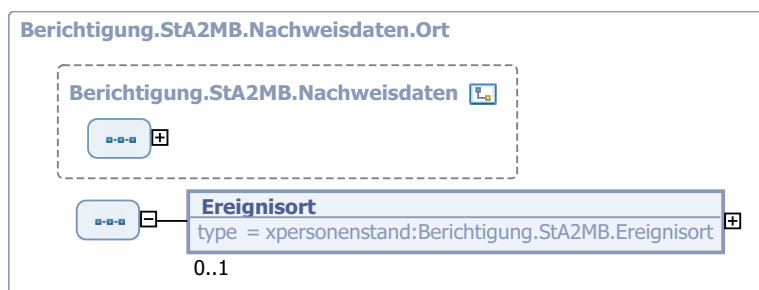 Berichtigung.StA2MB.Nachweisdaten.Ort
Berichtigung.StA2MB.Nachweisdaten
Ereignisort
type = xpersonenstand:Berichtigung.StA2MB.Ereignisort
0..1